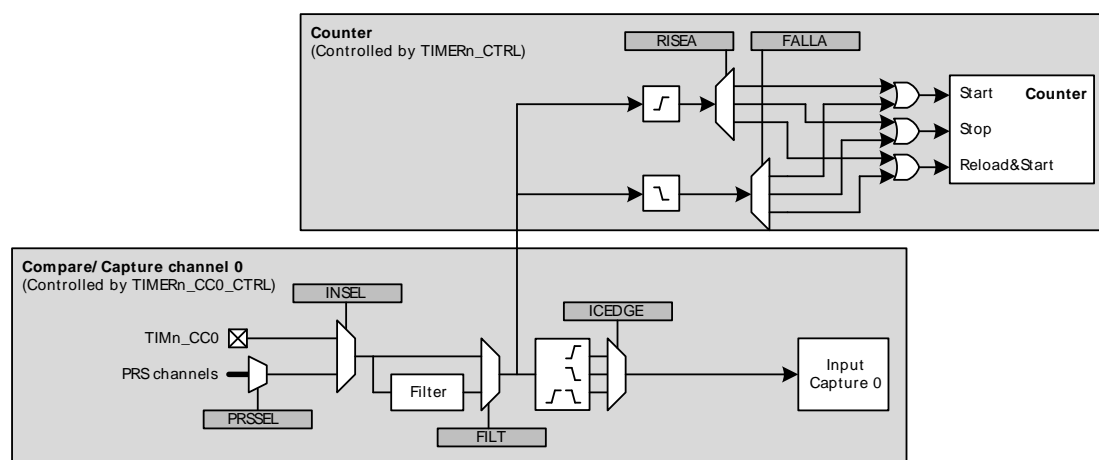 Counter
(Controlled by TIMERn_CTRL)
RISEA
FALLA
Start
Counter
Stop
Reload&Start
Compare/ Capture channel 0
(Controlled by TIMERn_CC0_CTRL)
INSEL
ICEDGE
TIMn_CC0
PRS channels
Filter
Input
Capture 0
PRSSEL
FILT